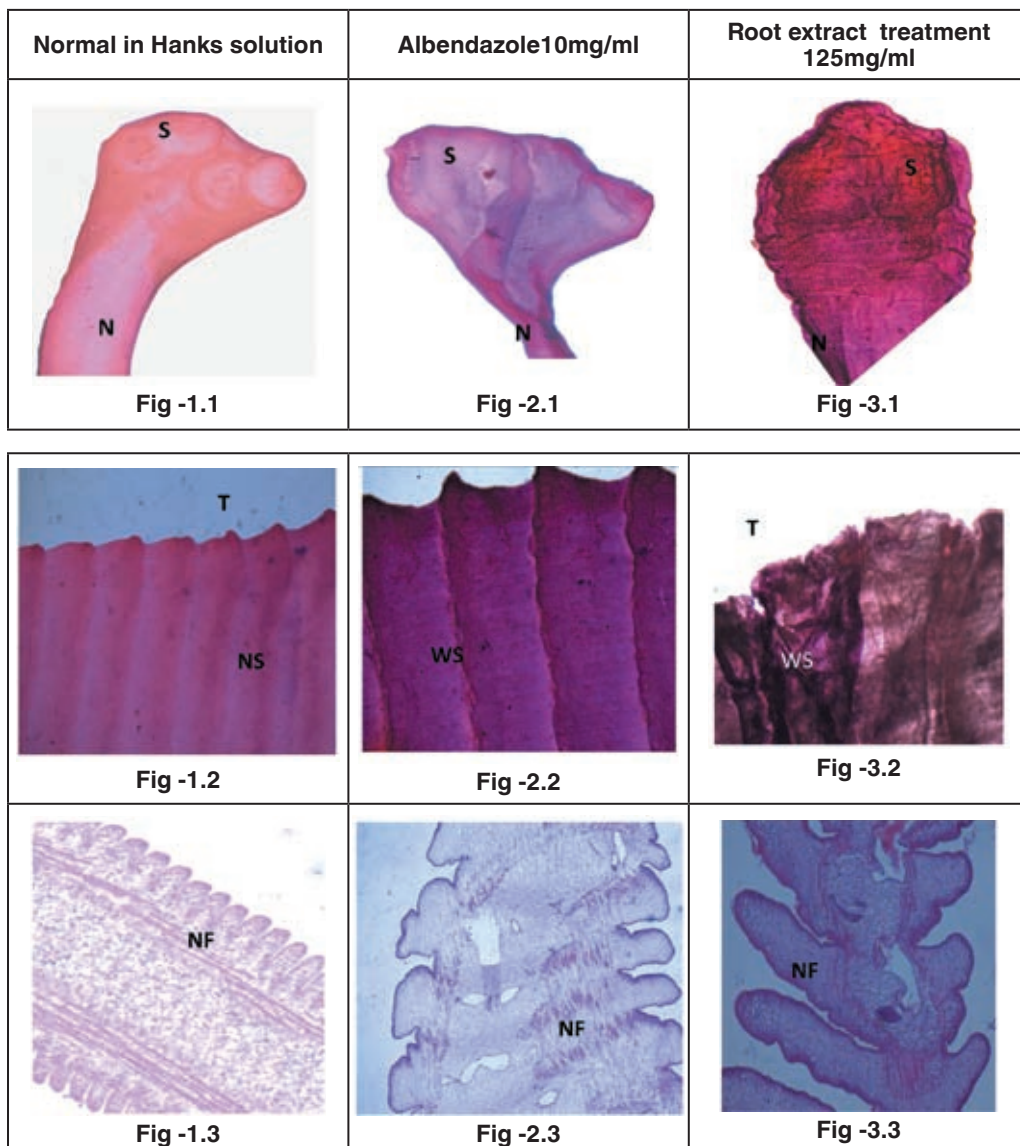 Normal in Hanks solution
Albendazole10mg/ml
Root extract treatment
125mg/ml
S
N
Fig -1.1
S
N
Fig -2.1
S
N
Fig -3.1
T
NS
Fig -1.2
WS
Fig -2.2
T
WS
Fig -3.2
NF
Fig -1.3
NF
Fig -2.3
NF
Fig -3.3